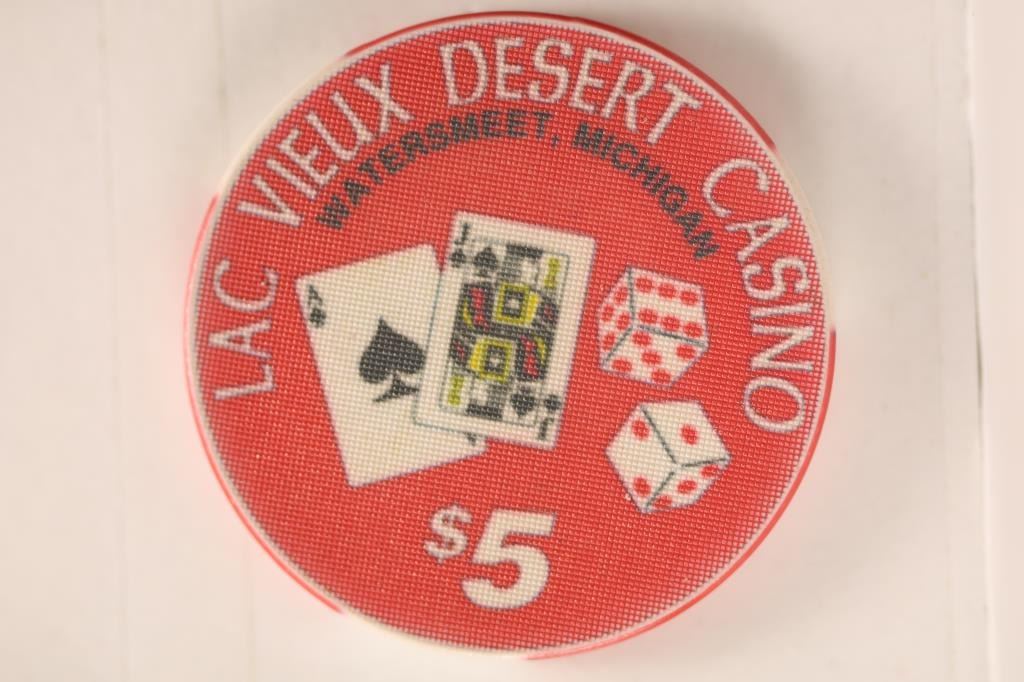 LAC VIEUX DESERT CASINO
WATERSMEET, MICHIGAN
A
J
J
$5